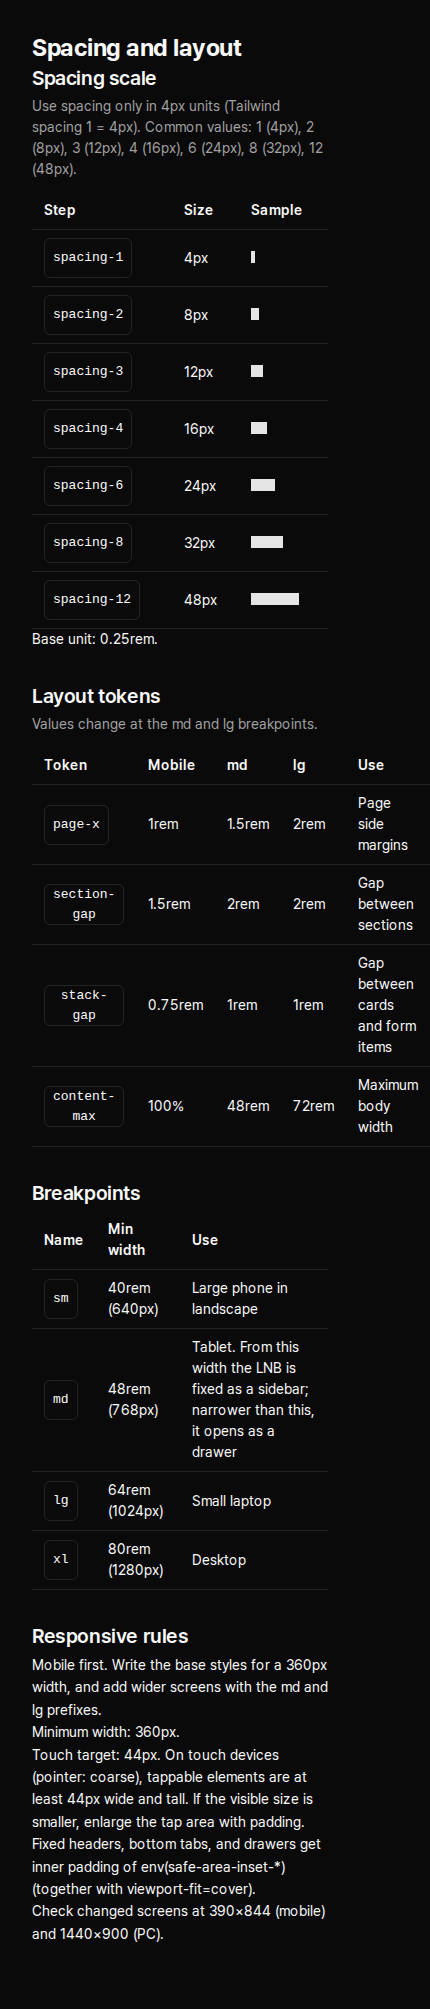 Spacing and layout
Spacing scale
Use spacing only in 4px units (Tailwind
spacing 1 = 4px). Common values: 1 (4px), 2
(8px), 3 (12px), 4 (16px), 6 (24px), 8 (32px), 12
(48px).
Step Size Sample
spacing-1 4px
spacing-2 8px
spacing-3 12px
spacing-4 16px
spacing-6 24px
spacing-8 32px
spacing-12 48px
Base unit: 0.25rem.
Layout tokens
Values change at the md and lg breakpoints.
Token Mobile md lg Use
page-x 1rem 1.5rem 2rem Page
side
margins
section-
gap 1.5rem 2rem 2rem Gap
between
sections
stack-
gap 0.75rem 1rem 1rem Gap
between
cards
and form
items
content-
max 100% 48rem 72rem Maximum
body
width
Breakpoints
Name Min
width Use
sm 40rem
(640px) Large phone in
landscape
md 48rem
(768px) Tablet. From this
width the LNB is
fixed as a sidebar;
narrower than this,
it opens as a
drawer
lg 64rem
(1024px) Small laptop
xl 80rem
(1280px) Desktop
Responsive rules
Mobile first. Write the base styles for a 360px
width, and add wider screens with the md and
lg prefixes.
Minimum width: 360px.
Touch target: 44px. On touch devices
(pointer: coarse), tappable elements are at
least 44px wide and tall. If the visible size is
smaller, enlarge the tap area with padding.
Fixed headers, bottom tabs, and drawers get
inner padding of env(safe-area-inset-*)
(together with viewport-fit=cover).
Check changed screens at 390×844 (mobile)
and 1440×900 (PC).